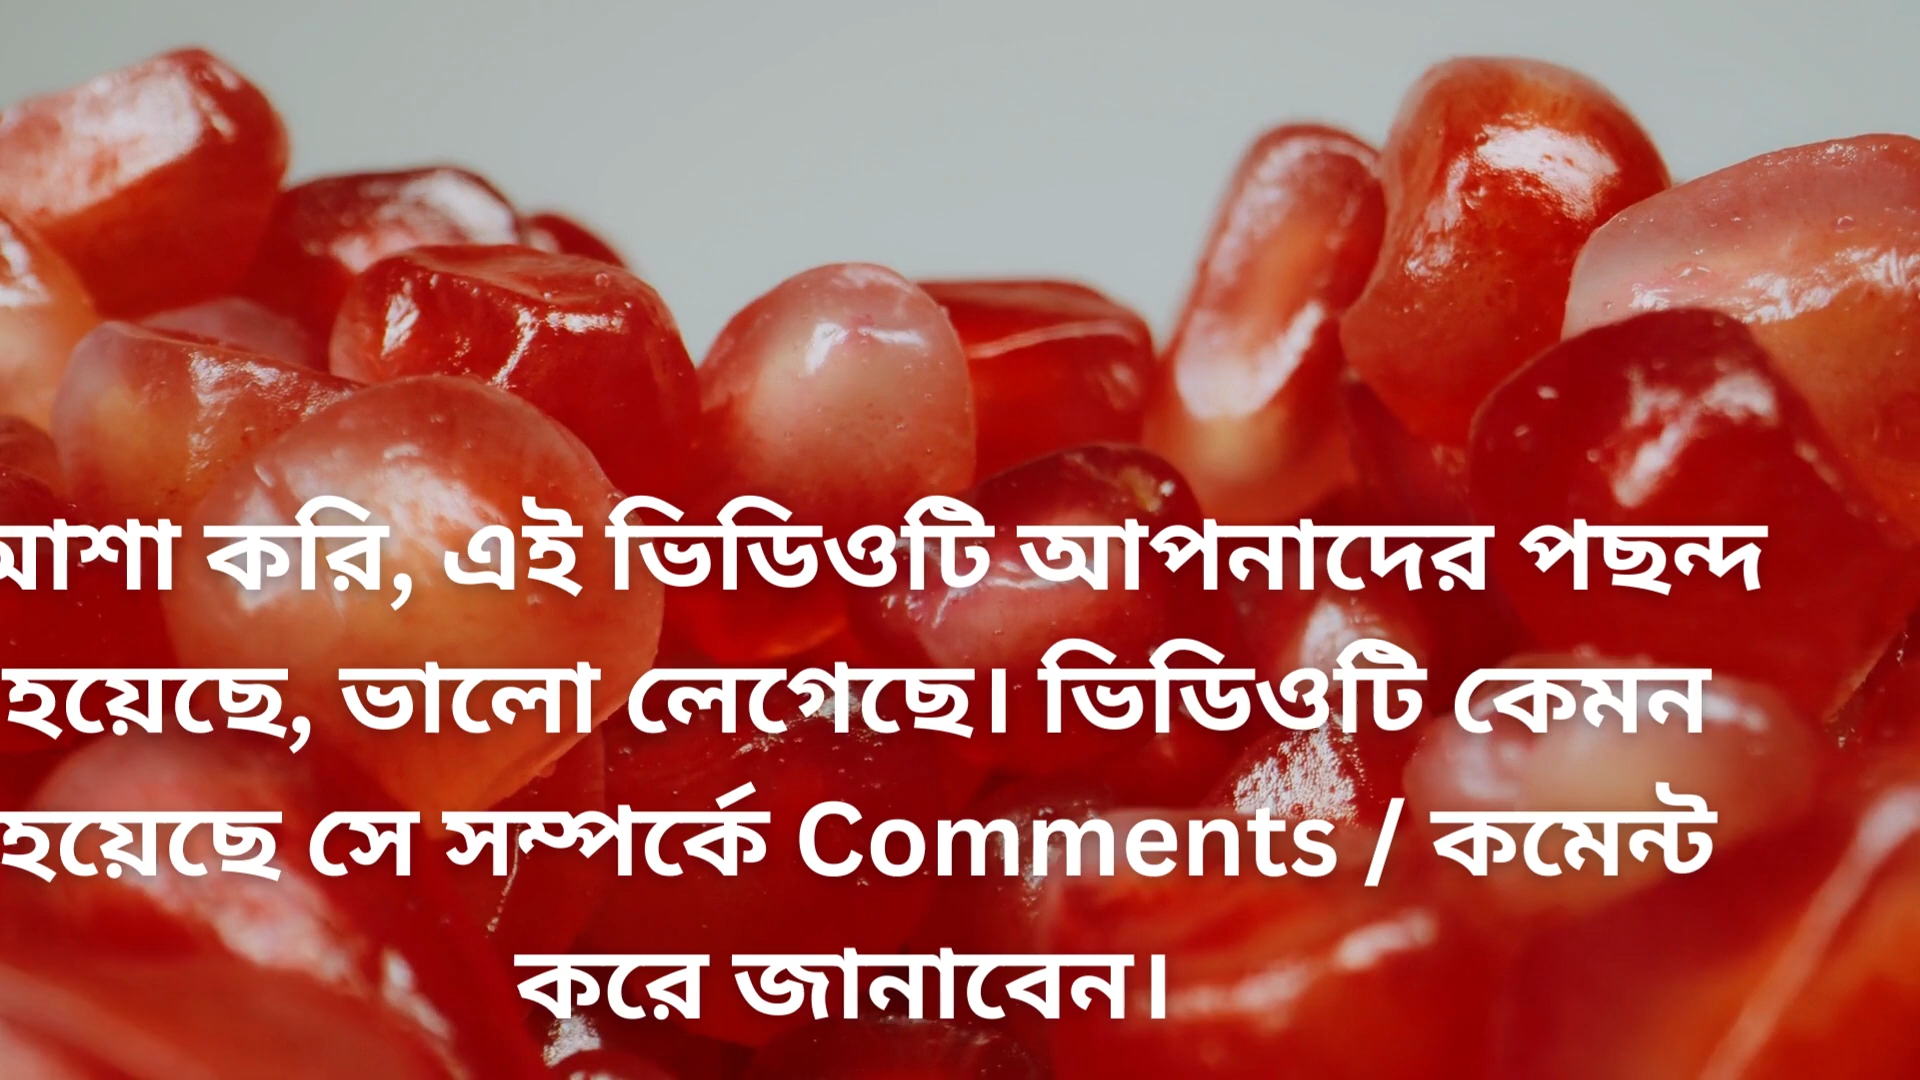 আশা করি, এই ভিডিওটি আপনাদের পছন্দ
হয়েছে, ভালো লেগেছে। ভিডিওটি কেমন
হয়েছে সে সম্পর্কে Comments / কমেন্ট
করে জানাবেন।